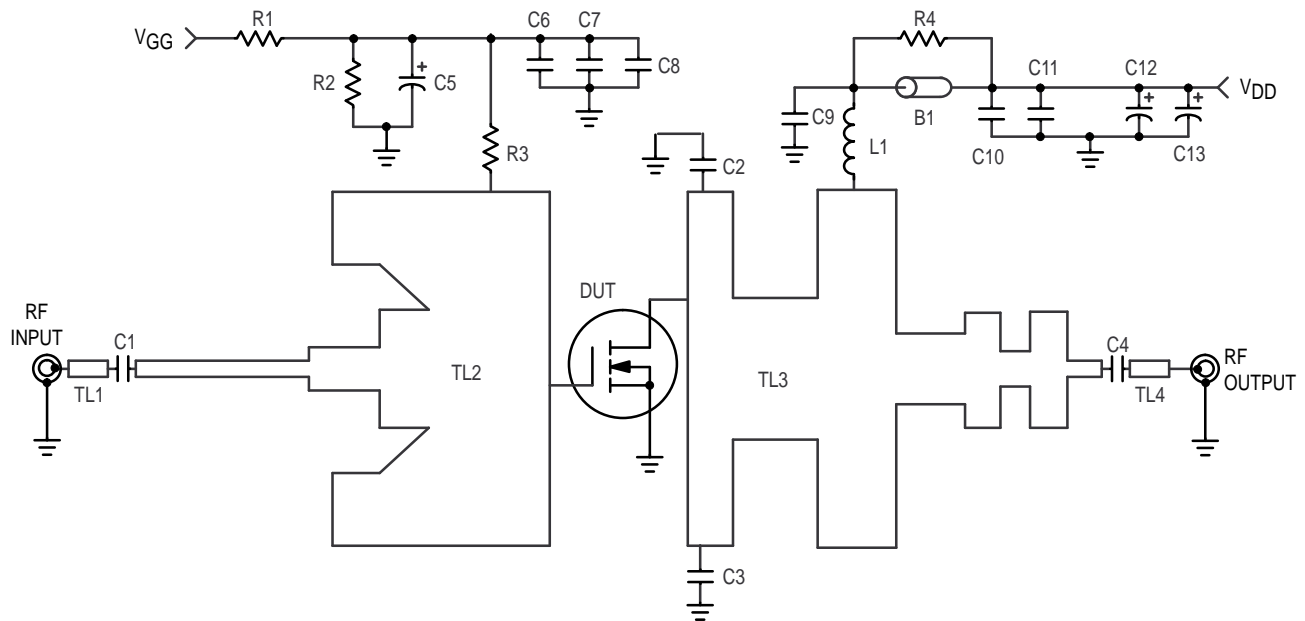 R1
VGG
C6
C7
C8
R2
C5
R3
R4
C11
C12
VDD
C9
B1
L1
C10
C13
C2
DUT
RF
INPUT
C1
TL1
TL2
TL3
C4
TL4
RF
OUTPUT
C3
+
+
+